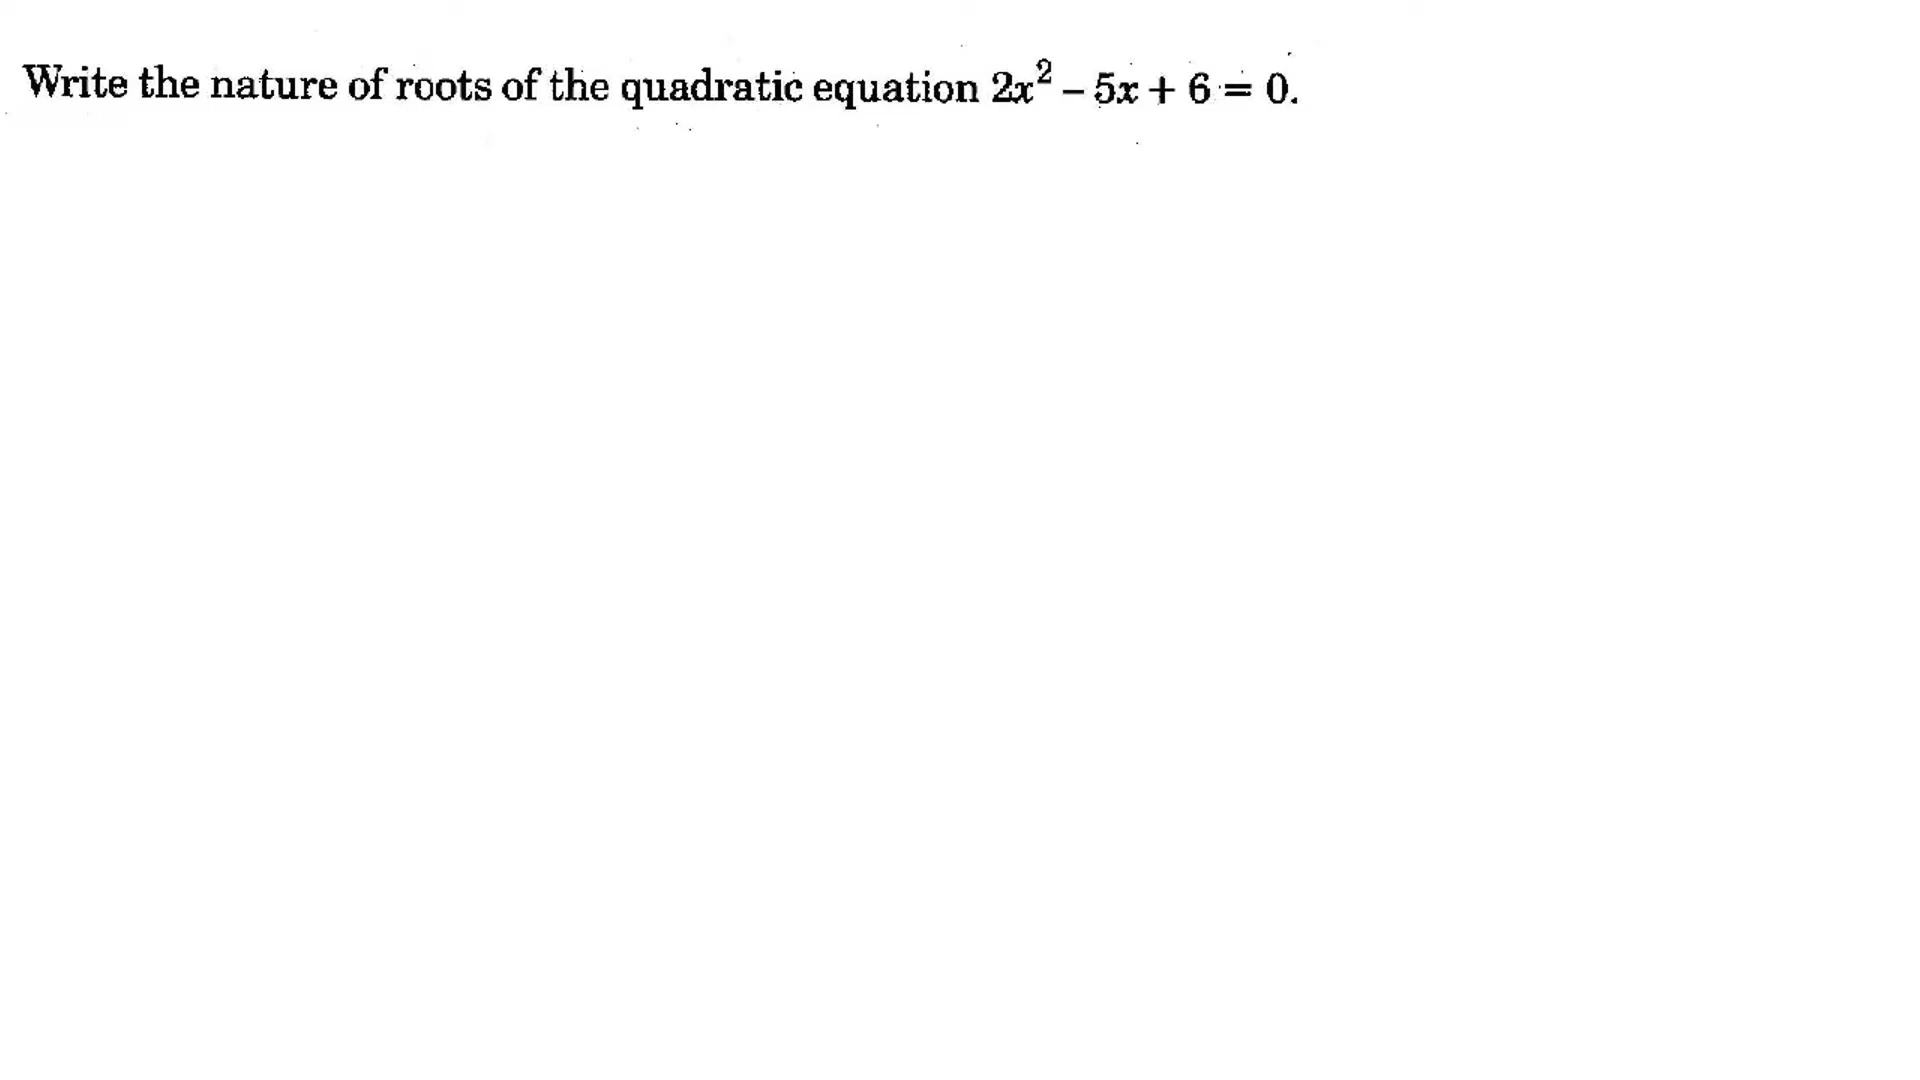 Write the nature of roots of the quadratic equation 2x² – 5x + 6 = 0.